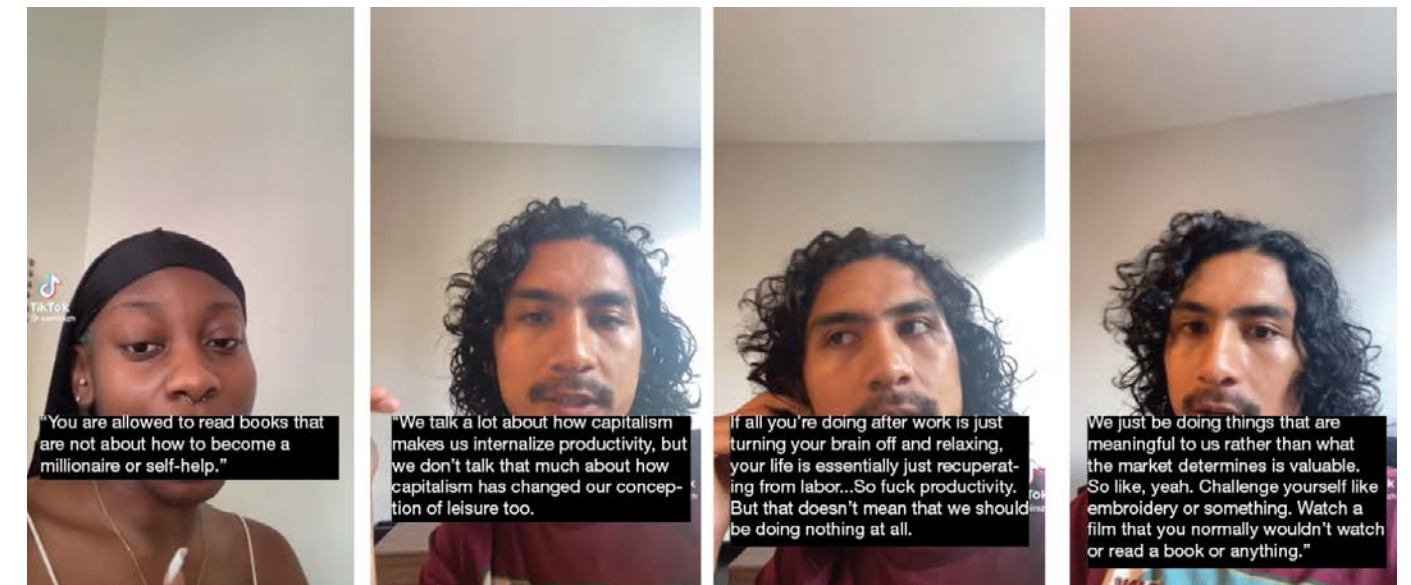 TikTok
"You are allowed to read books that
are not about how to become a
millionaire or self-help."
"We talk a lot about how capitalism
makes us internalize productivity, but
we don't talk that much about how
capitalism has changed our concep-
tion of leisure too.
If all you're doing after work is just
turning your brain off and relaxing,
your life is essentially just recuperat-
ing from labor...So fuck productivity.
But that doesn't mean that we should
be doing nothing at all.
We just be doing things that are
meaningful to us rather than what
the market determines is valuable.
So like, yeah. Challenge yourself like
embroidery or something. Watch a
film that you normally wouldn't watch
or read a book or anything."